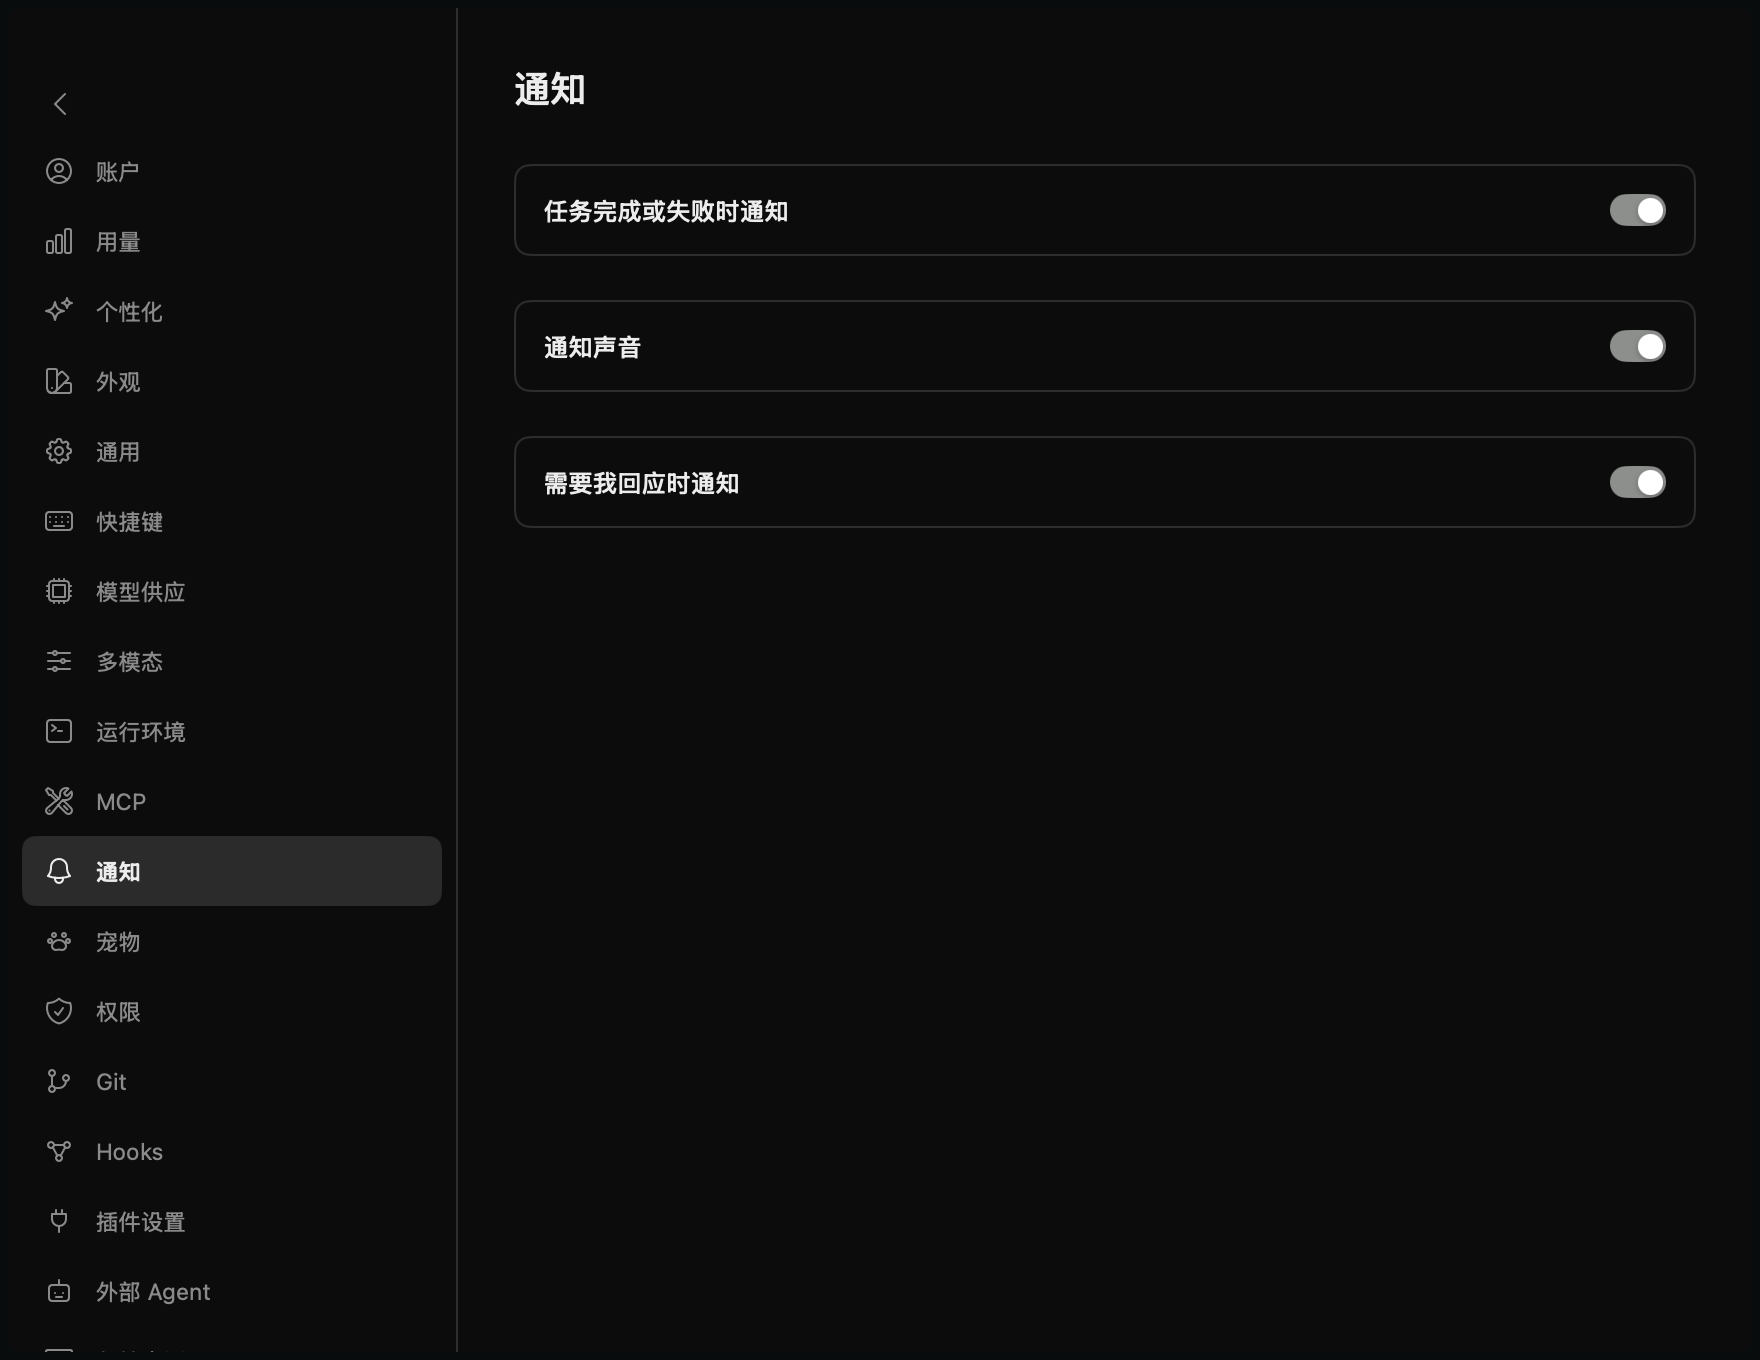 账户
用量
个性化
外观
通用
快捷键
模型供应
多模态
运行环境
MCP
通知
宠物
权限
Git
Hooks
插件设置
外部 Agent
通知
任务完成或失败时通知
通知声音
需要我回应时通知